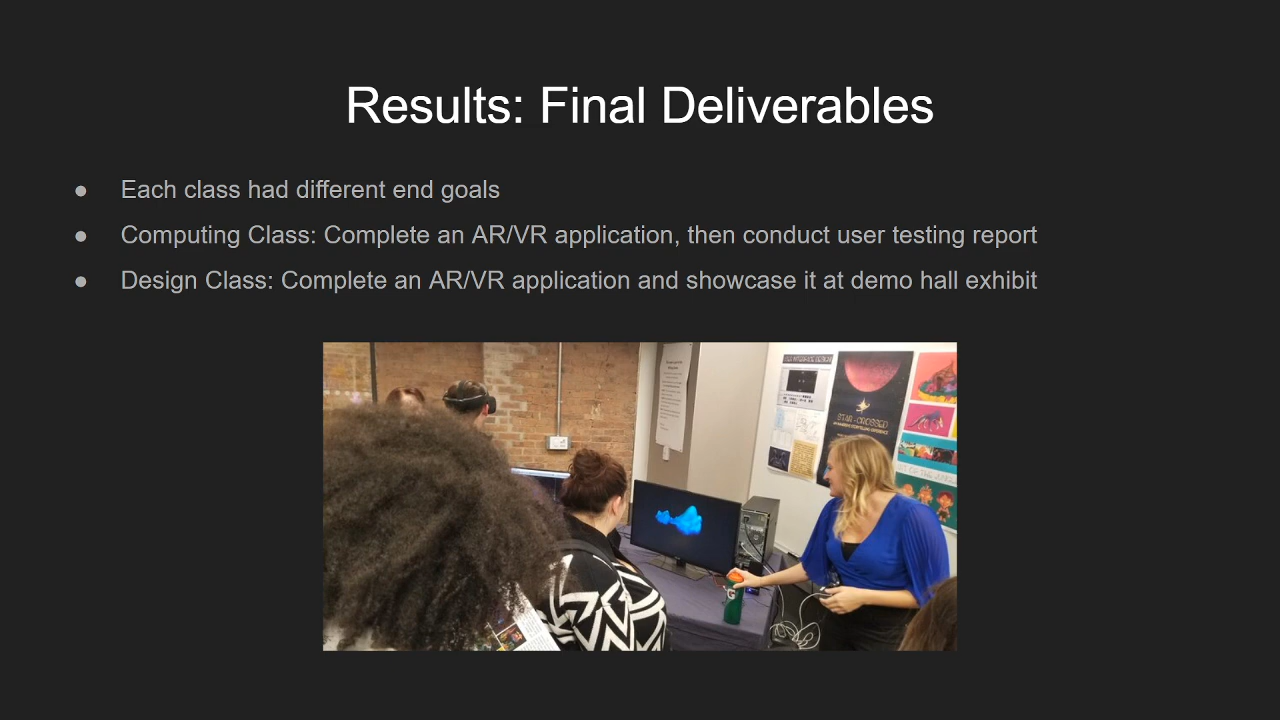 Results: Final Deliverables
● Each class had different end goals
● Computing Class: Complete an AR/VR application, then conduct user testing report
● Design Class: Complete an AR/VR application and showcase it at demo hall exhibit
STAR-CROSSED
G